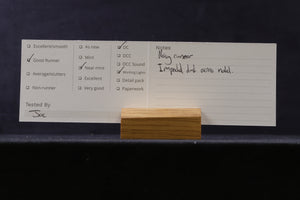 Excellent/smooth
Good Runner
Average/stutters
Non-runner
Tested By
Joe
As new
Mint
Near mint
Excellent
Very good
DC
DCC
DCC Sound
Working Lights
Detail pack
Paperwork
Notes
runner